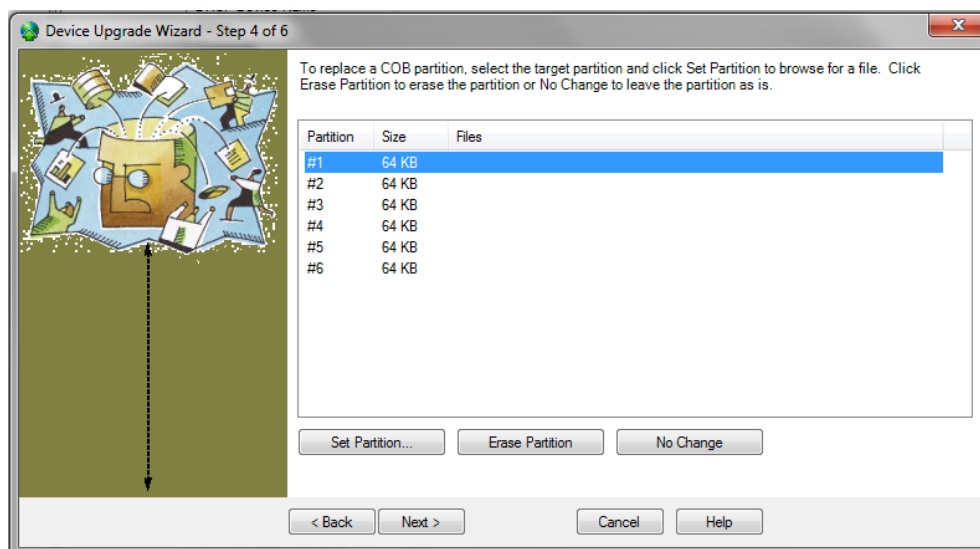 Device Upgrade Wizard - Step 4 of 6
To replace a COB partition, select the target partition and click Set Partition to browse for a file. Click
Erase Partition to erase the partition or No Change to leave the partition as is.
Partition Size Files
#1 64 KB
#2 64 KB
#3 64 KB
#4 64 KB
#5 64 KB
#6 64 KB
Set Partition... Erase Partition No Change
< Back Next > Cancel Help